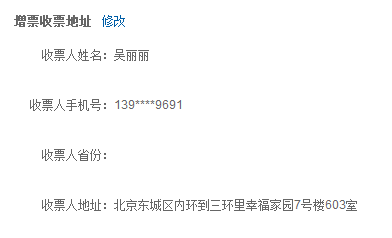 增票收票地址 修改
收票人姓名：吴丽丽
收票人手机号：139****9691
收票人省份：
收票人地址：北京东城区内环到三环里幸福家园7号楼603室